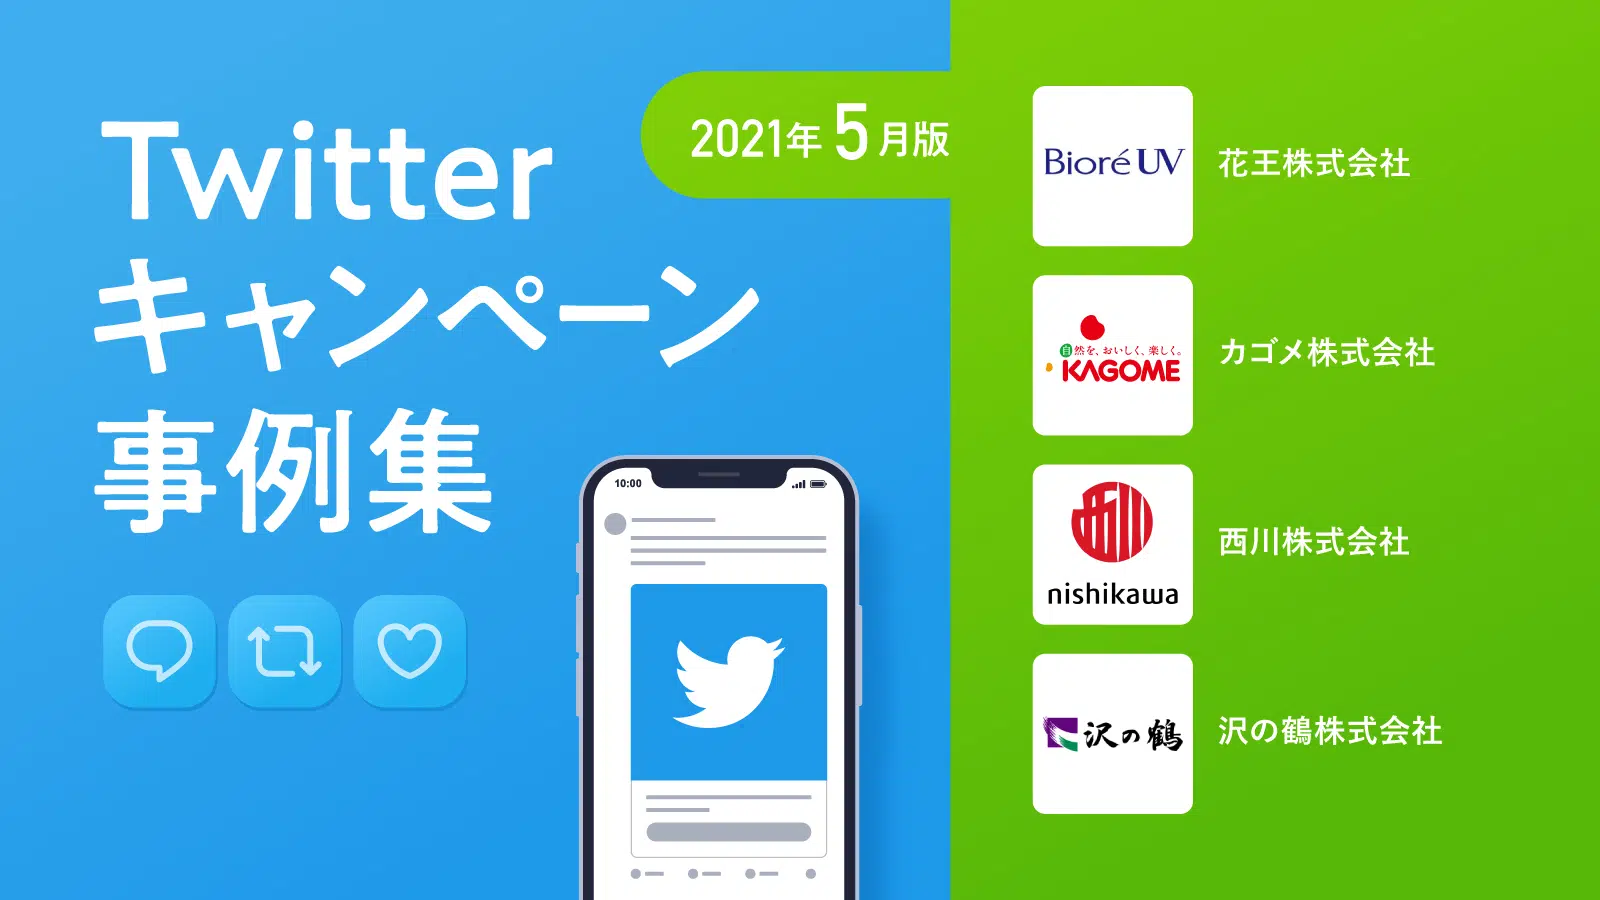 Twitter
キャンペーン
事例集
2021年5月版
10:00
Bioré UV
花王株式会社
自然を、おいしく、楽しく。
KAGOME
カゴメ株式会社
西川
nishikawa
西川株式会社
沢の鶴
沢の鶴株式会社